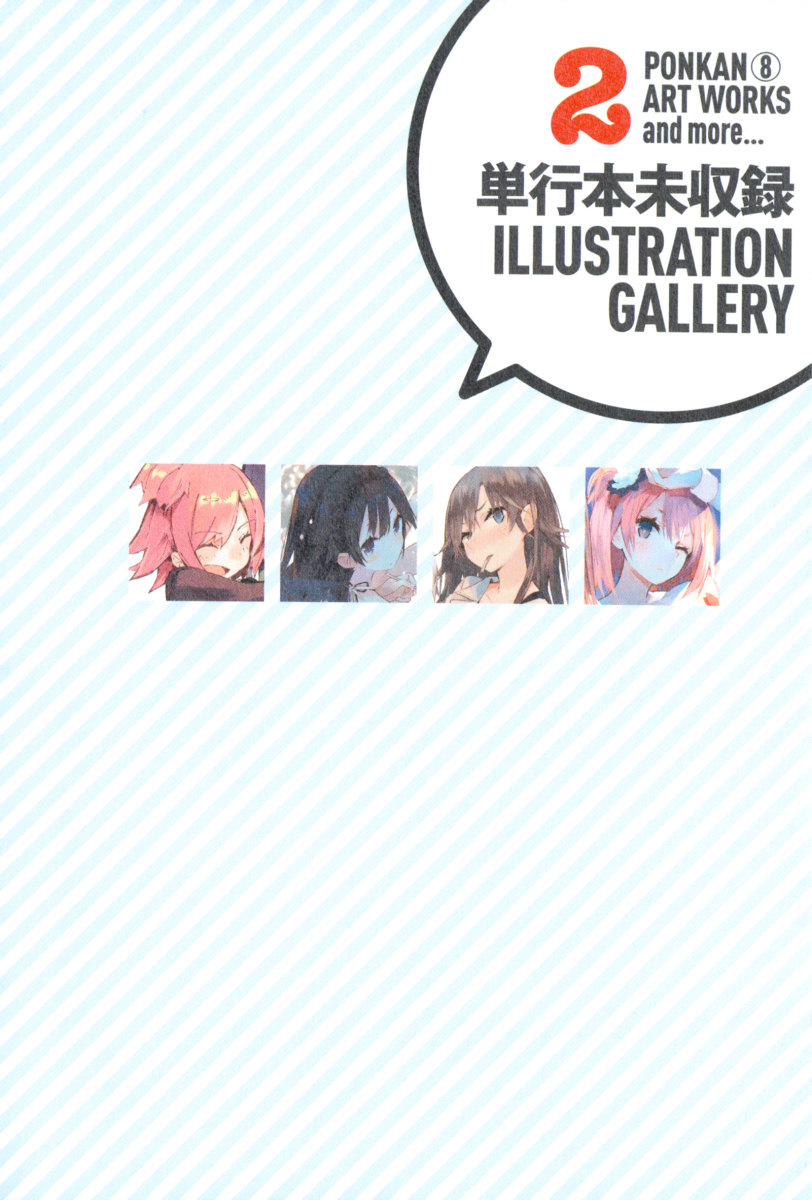 2
PONKAN⑧
ART WORKS
and more...
単行本未収録
ILLUSTRATION
GALLERY